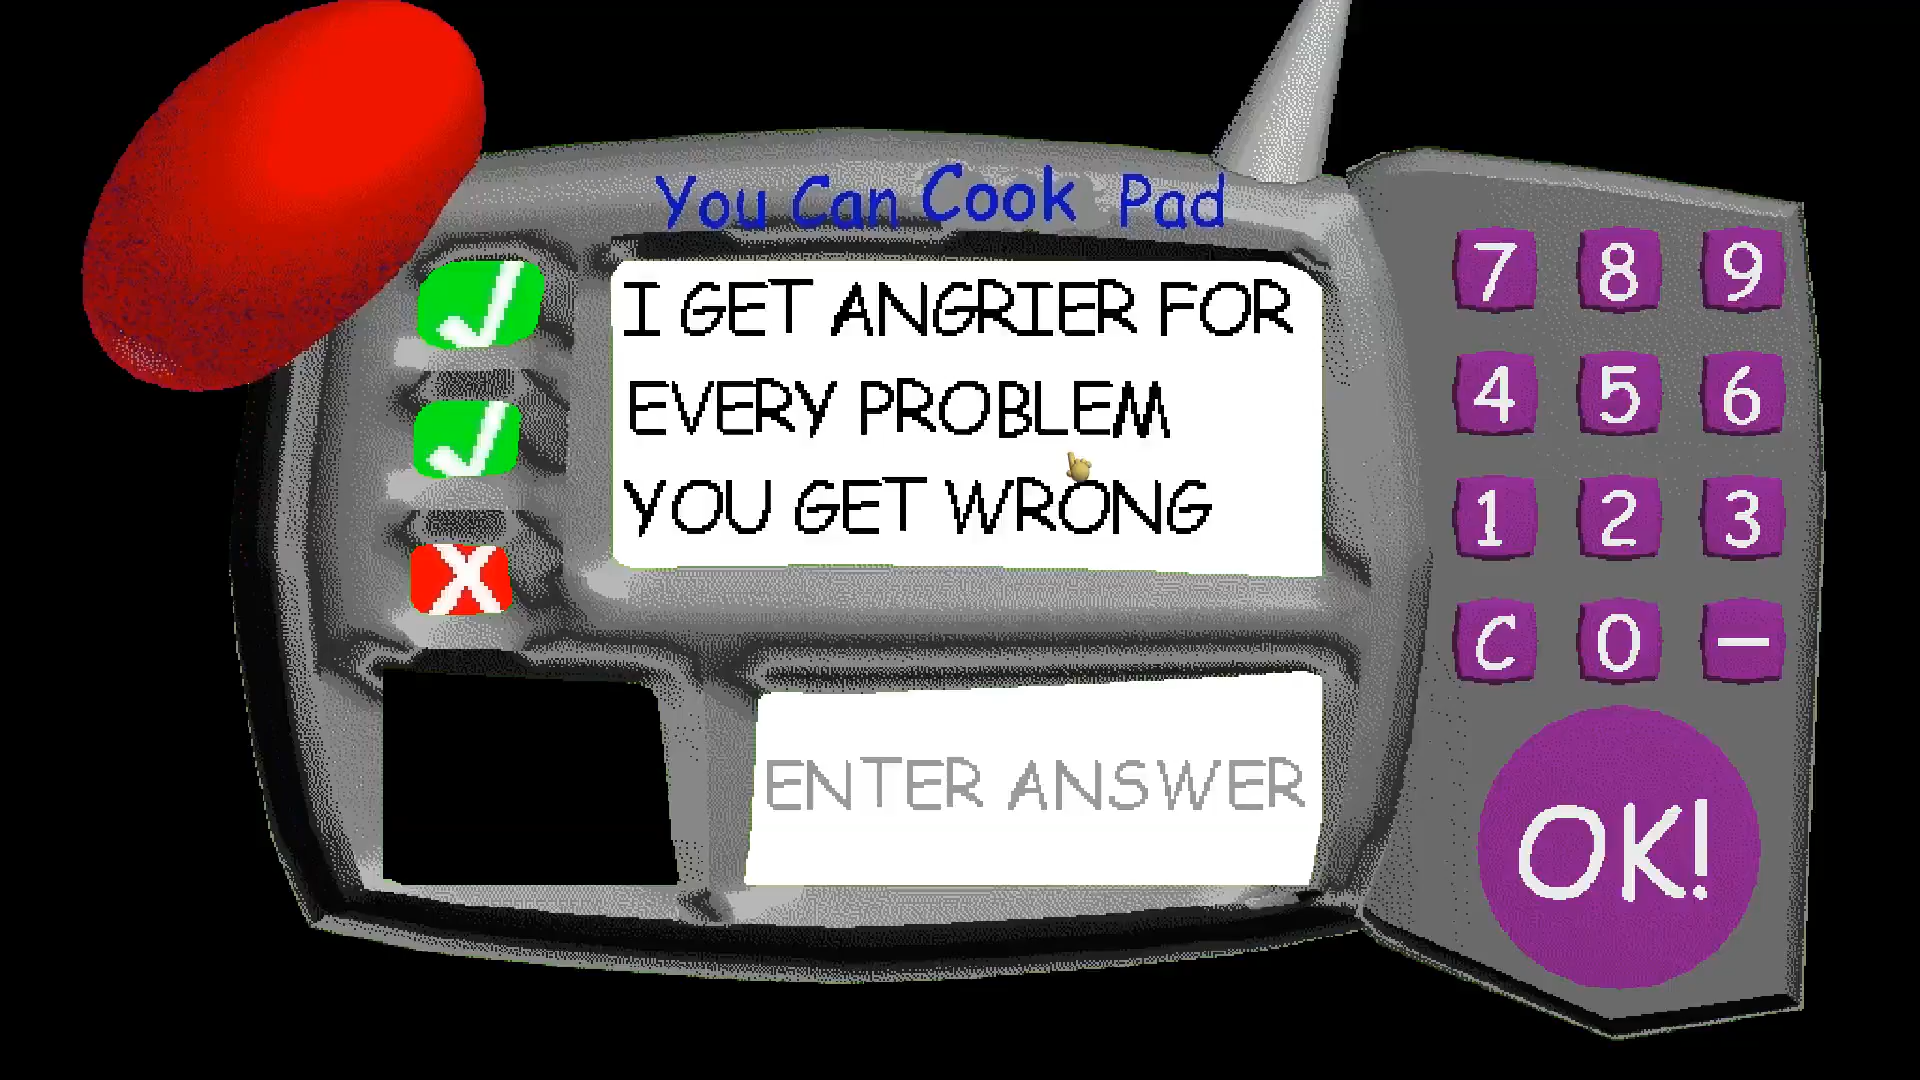 You Can Cook Pad
I GET ANGRIER FOR
EVERY PROBLEM
YOU GET WRONG
ENTER ANSWER
7 8 9
4 5 6
1 2 3
C 0 −
OK!
X